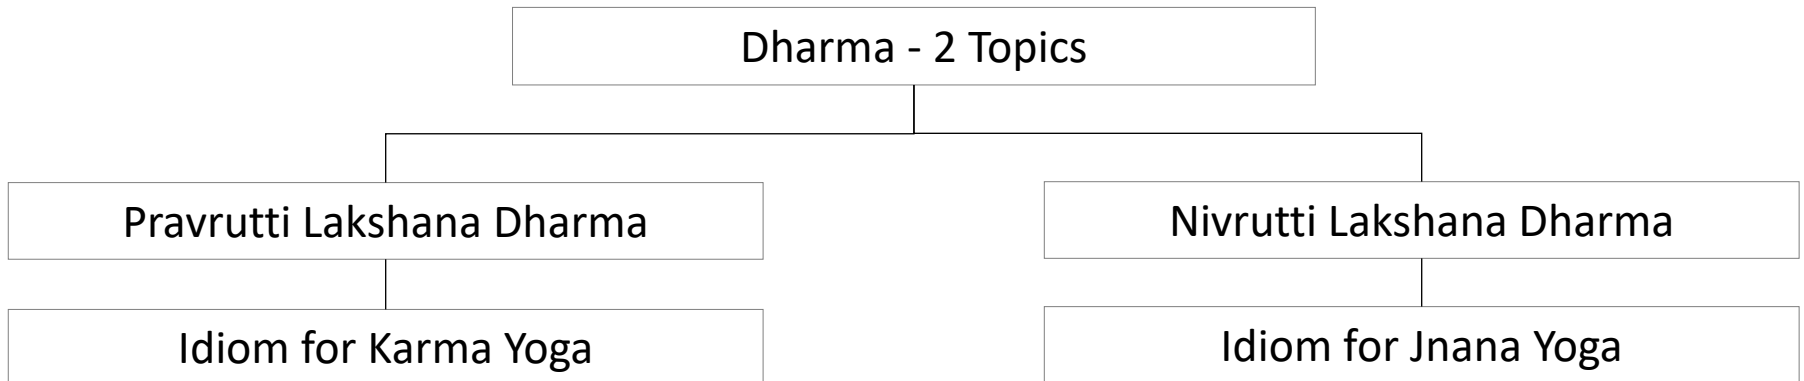 Dharma - 2 Topics
Pravrutti Lakshana Dharma
Nivrutti Lakshana Dharma
Idiom for Karma Yoga
Idiom for Jnana Yoga